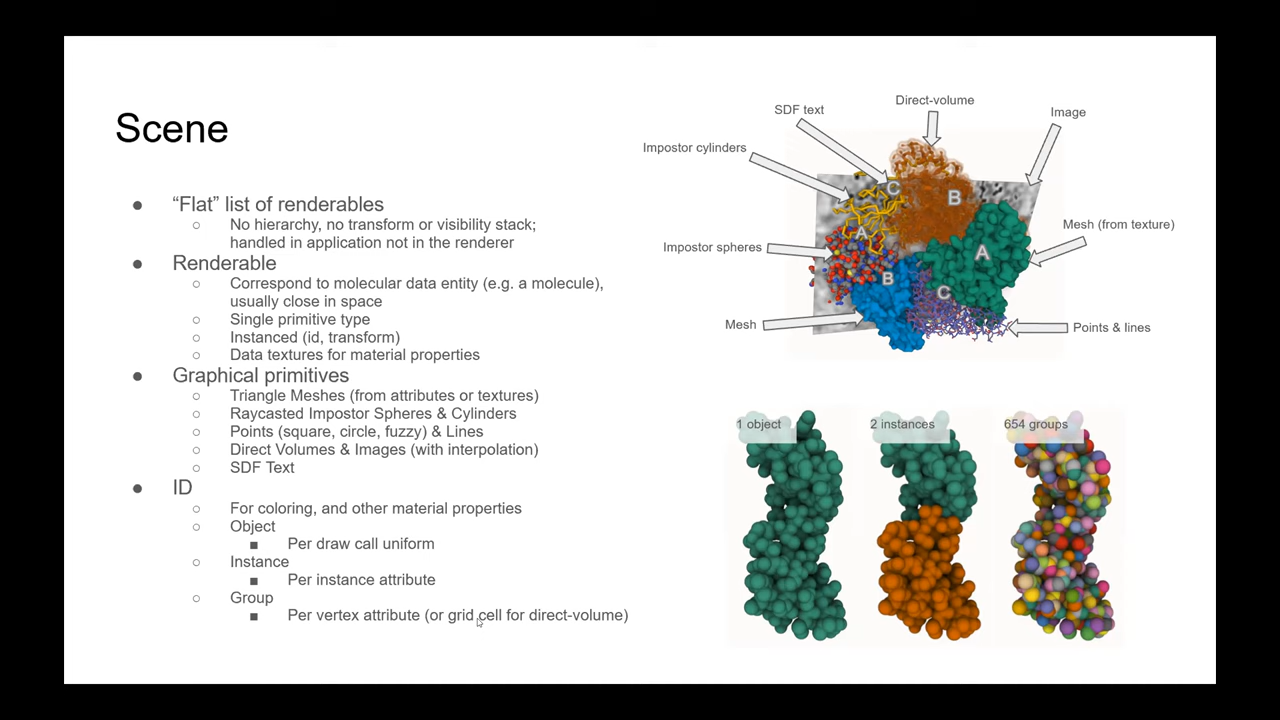 Scene
● “Flat” list of renderables
○ No hierarchy, no transform or visibility stack;
handled in application not in the renderer
● Renderable
○ Correspond to molecular data entity (e.g. a molecule),
usually close in space
○ Single primitive type
○ Instanced (id, transform)
○ Data textures for material properties
● Graphical primitives
○ Triangle Meshes (from attributes or textures)
○ Raycasted Impostor Spheres & Cylinders
○ Points (square, circle, fuzzy) & Lines
○ Direct Volumes & Images (with interpolation)
○ SDF Text
● ID
○ For coloring, and other material properties
○ Object
■ Per draw call uniform
○ Instance
■ Per instance attribute
○ Group
■ Per vertex attribute (or grid cell for direct-volume)
Direct-volume
SDF text
Image
Impostor cylinders
C
B
Mesh (from texture)
A
Impostor spheres
A
B
C
Mesh
Points & lines
1 object
2 instances
654 groups